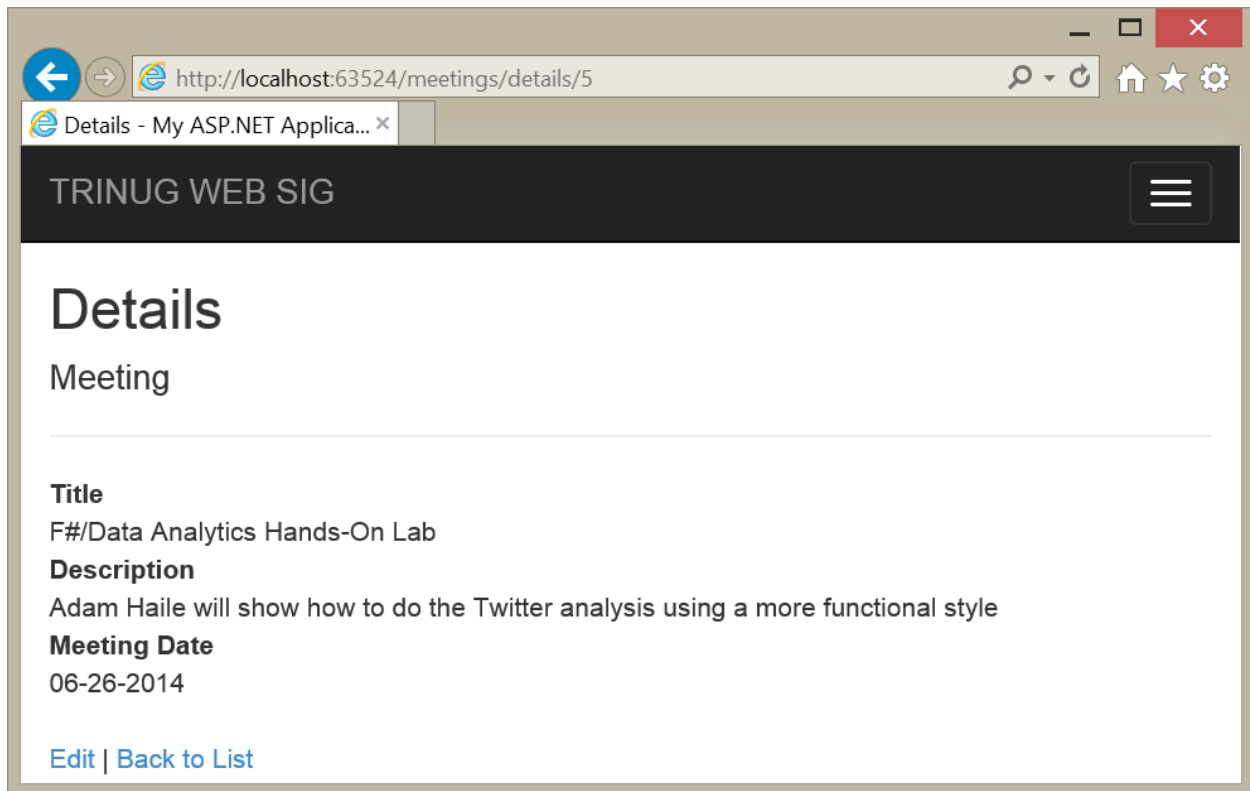 http://localhost:63524/meetings/details/5
Details - My ASP.NET Applica...
TRINUG WEB SIG
Details
Meeting
Title
F#/Data Analytics Hands-On Lab
Description
Adam Haile will show how to do the Twitter analysis using a more functional style
Meeting Date
06-26-2014
Edit | Back to List